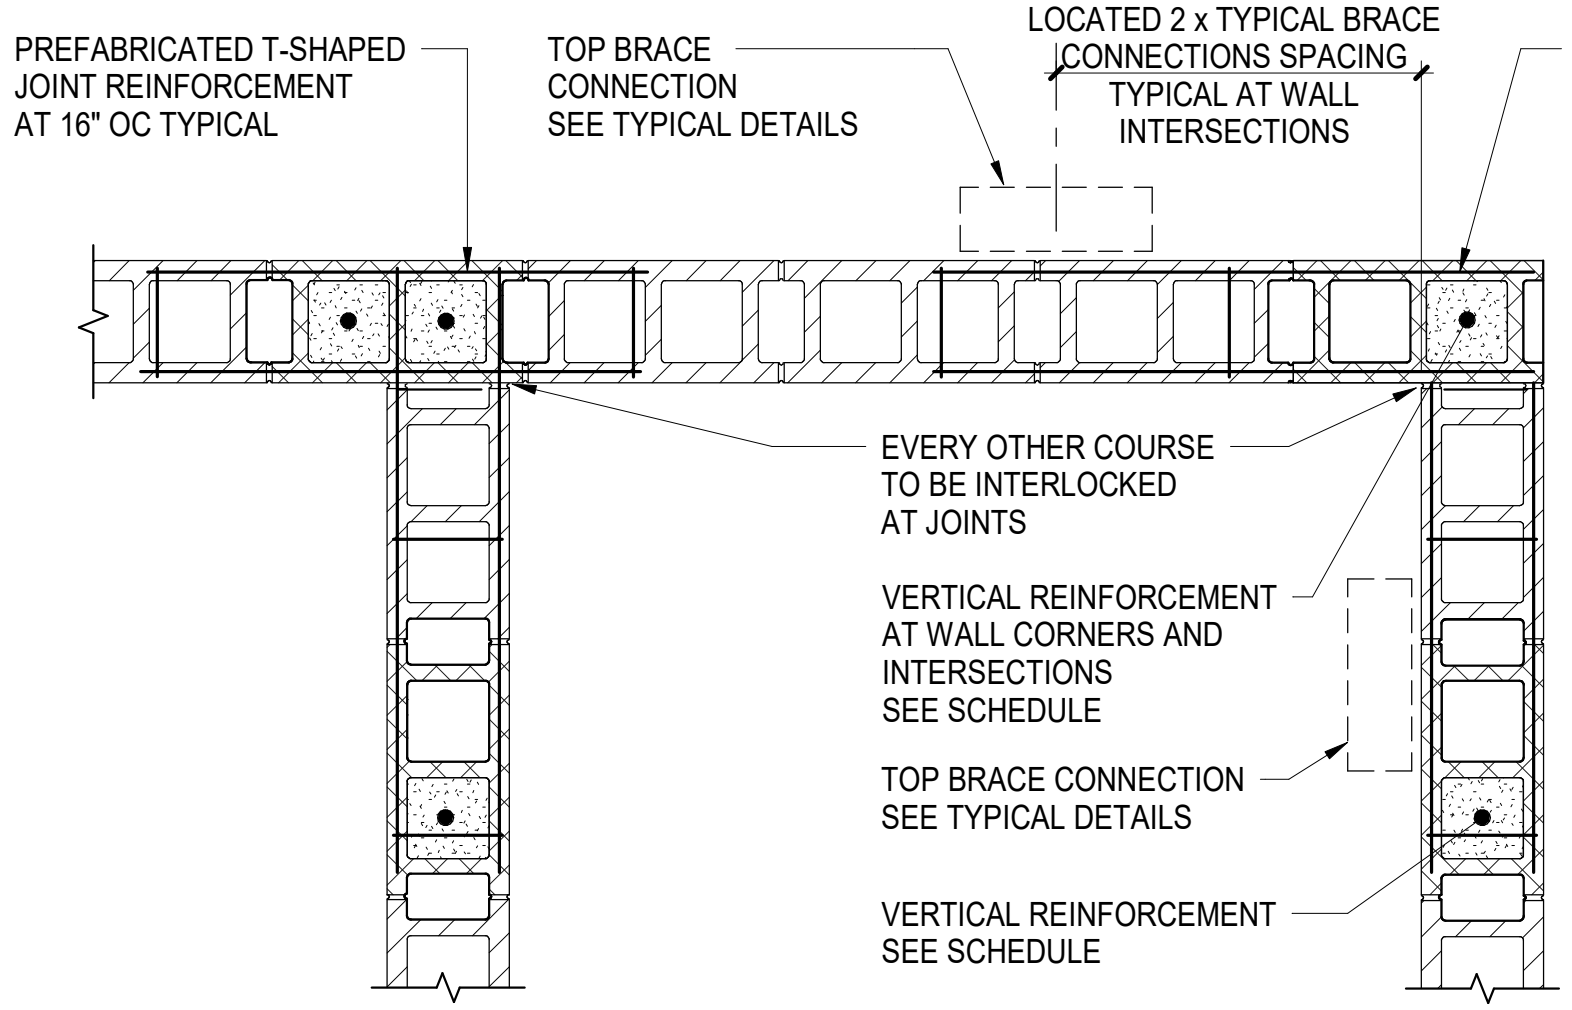 PREFABRICATED T-SHAPED
JOINT REINFORCEMENT
AT 16" OC TYPICAL
TOP BRACE
CONNECTION
SEE TYPICAL DETAILS
LOCATED 2 x TYPICAL BRACE
CONNECTIONS SPACING
TYPICAL AT WALL
INTERSECTIONS
EVERY OTHER COURSE
TO BE INTERLOCKED
AT JOINTS
VERTICAL REINFORCEMENT
AT WALL CORNERS AND
INTERSECTIONS
SEE SCHEDULE
TOP BRACE CONNECTION
SEE TYPICAL DETAILS
VERTICAL REINFORCEMENT
SEE SCHEDULE